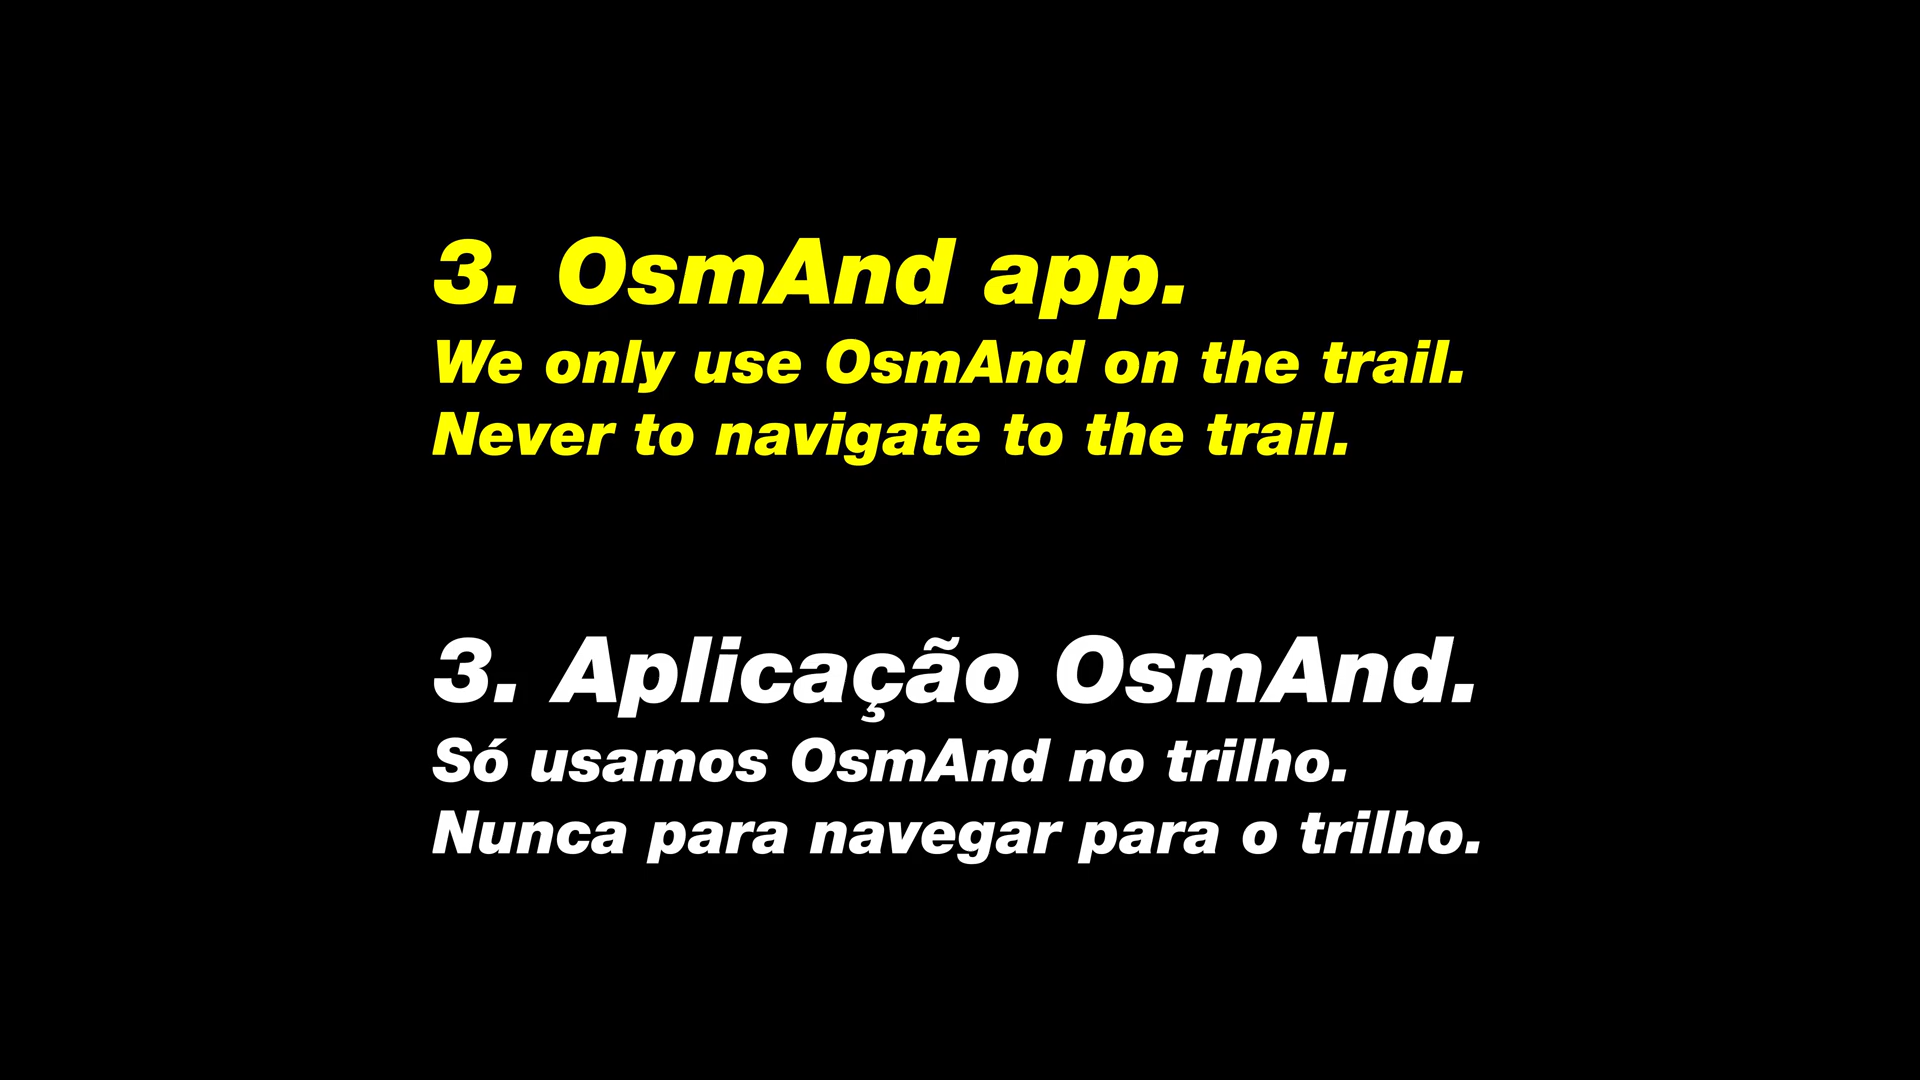 3. OsmAnd app.
We only use OsmAnd on the trail.
Never to navigate to the trail.
3. Aplicação OsmAnd.
Só usamos OsmAnd no trilho.
Nunca para navegar para o trilho.